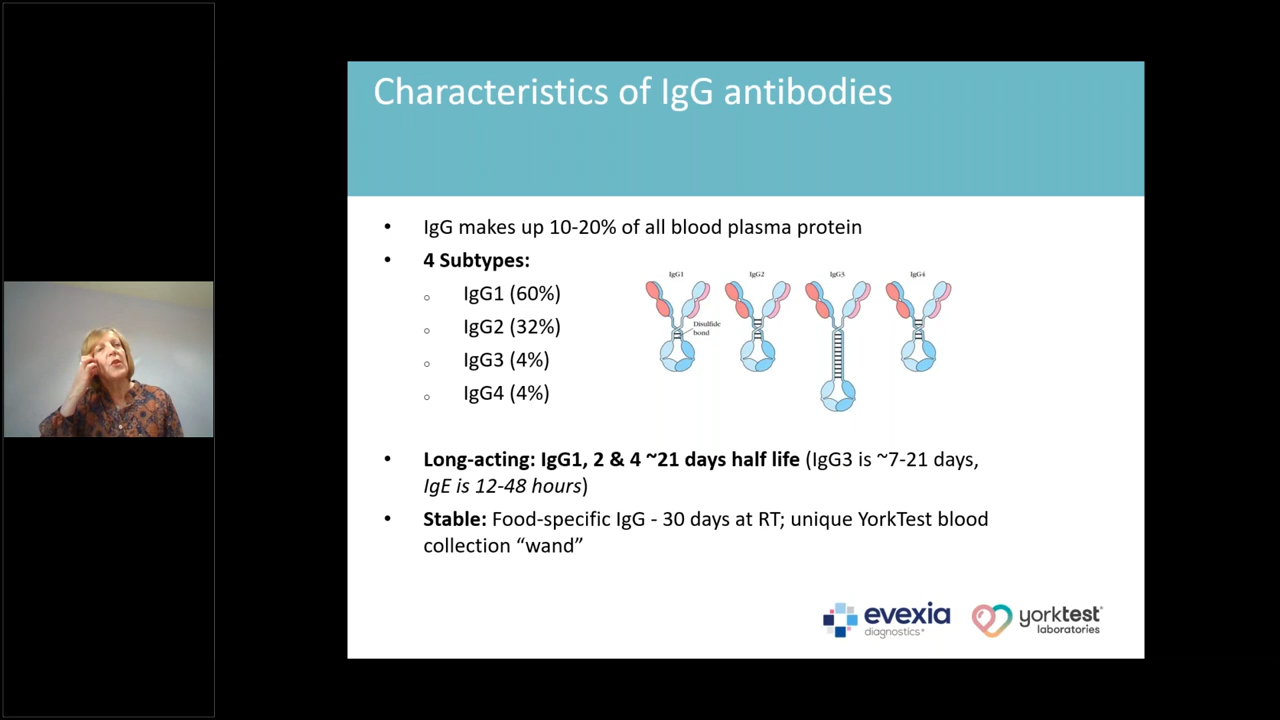 Characteristics of IgG antibodies
• IgG makes up 10-20% of all blood plasma protein
• 4 Subtypes:
○ IgG1 (60%)
○ IgG2 (32%)
○ IgG3 (4%)
○ IgG4 (4%)
IgG1 IgG2 IgG3 IgG4
Disulfide
bond
• Long-acting: IgG1, 2 & 4 ~21 days half life (IgG3 is ~7-21 days,
IgE is 12-48 hours)
• Stable: Food-specific IgG - 30 days at RT; unique YorkTest blood
collection “wand”
evexia
diagnostics
yorktest
laboratories